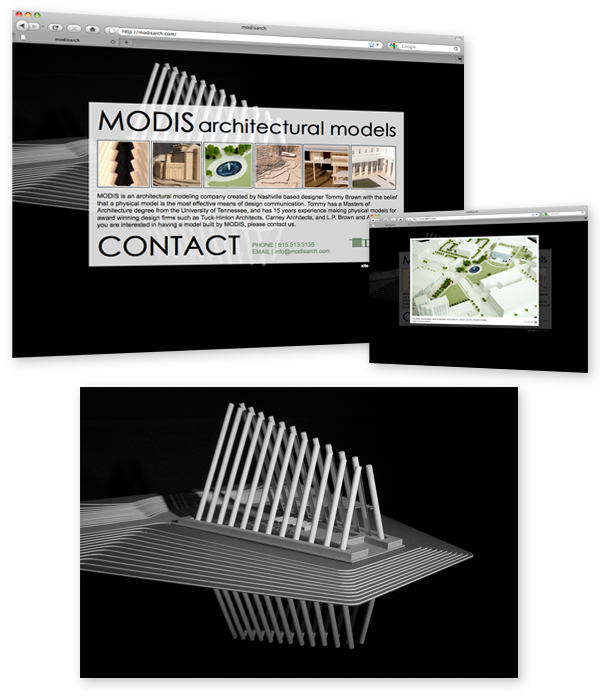 modisarch
http://modisarch.com/
Google
modisarch
MODIS architectural models
MODIS is an architectural modeling company created by Nashville based designer Tommy Brown with the belief
that a physical model is the most effective means of design communication. Tommy has a Masters of
Architecture degree from the University of Tennessee, and has 15 years experience making physical models for
award winning design firms such as Tuck-Hinton Architects, Carney Architects, and L.P. Brown and
you are interested in having a model built by MODIS, please contact us.
CONTACT
PHONE | 615.513.3135
EMAIL | info@modisarch.com